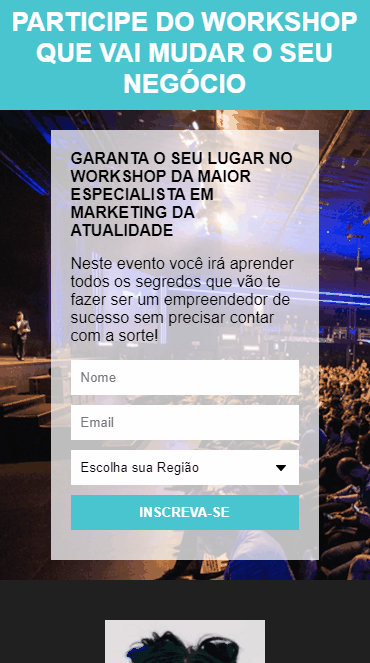 PARTICIPE DO WORKSHOP
QUE VAI MUDAR O SEU
NEGÓCIO
GARANTA O SEU LUGAR NO
WORKSHOP DA MAIOR
ESPECIALISTA EM
MARKETING DA
ATUALIDADE
Neste evento você irá aprender
todos os segredos que vão te
fazer ser um empreendedor de
sucesso sem precisar contar
com a sorte!
Nome
Email
Escolha sua Região
INSCREVA-SE